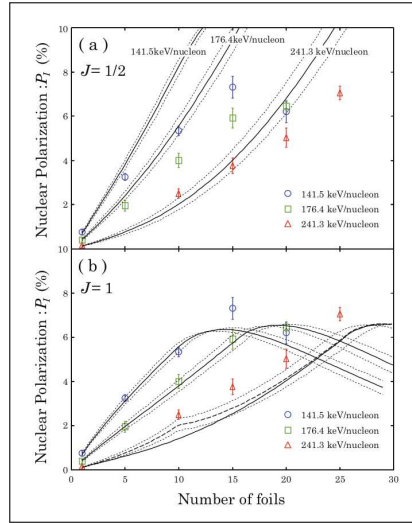 10
(a)
141.5keV/nucleon
176.4keV/nucleon
241.3 keV/nucleon
J= 1/2
8
6
4
2
Nuclear Polarization :P_I (%)
141.5 keV/nucleon
176.4 keV/nucleon
241.3 keV/nucleon
10
(b)
J= 1
8
6
4
2
0
Nuclear Polarization :P_I (%)
141.5 keV/nucleon
176.4 keV/nucleon
241.3 keV/nucleon
0 5 10 15 20 25 30
Number of foils